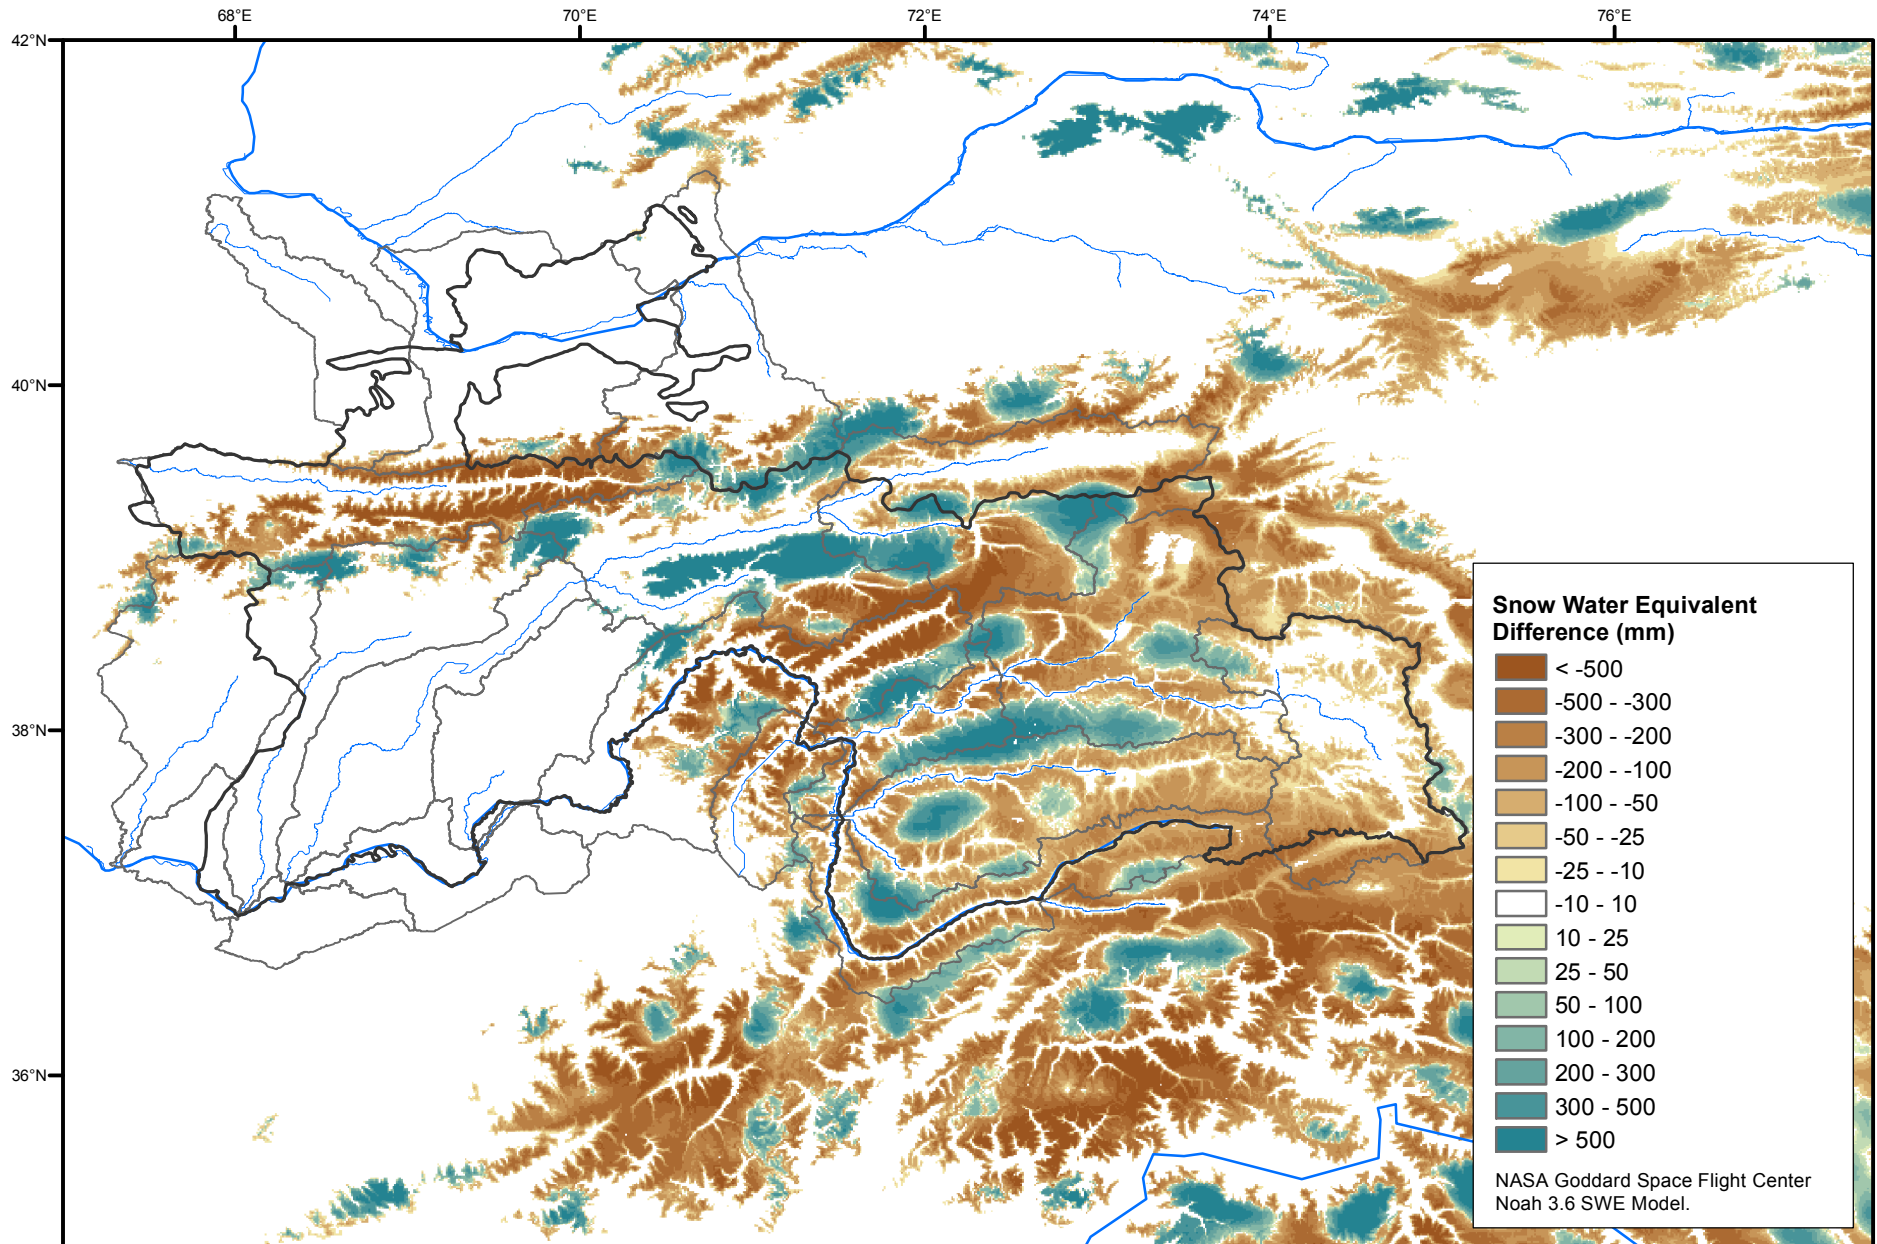 68°E
70°E
72°E
74°E
76°E
42°N
40°N
38°N
36°N
Snow Water Equivalent
Difference (mm)
< -500
-500 - -300
-300 - -200
-200 - -100
-100 - -50
-50 - -25
-25 - -10
-10 - 10
10 - 25
25 - 50
50 - 100
100 - 200
200 - 300
300 - 500
> 500
NASA Goddard Space Flight Center
Noah 3.6 SWE Model.